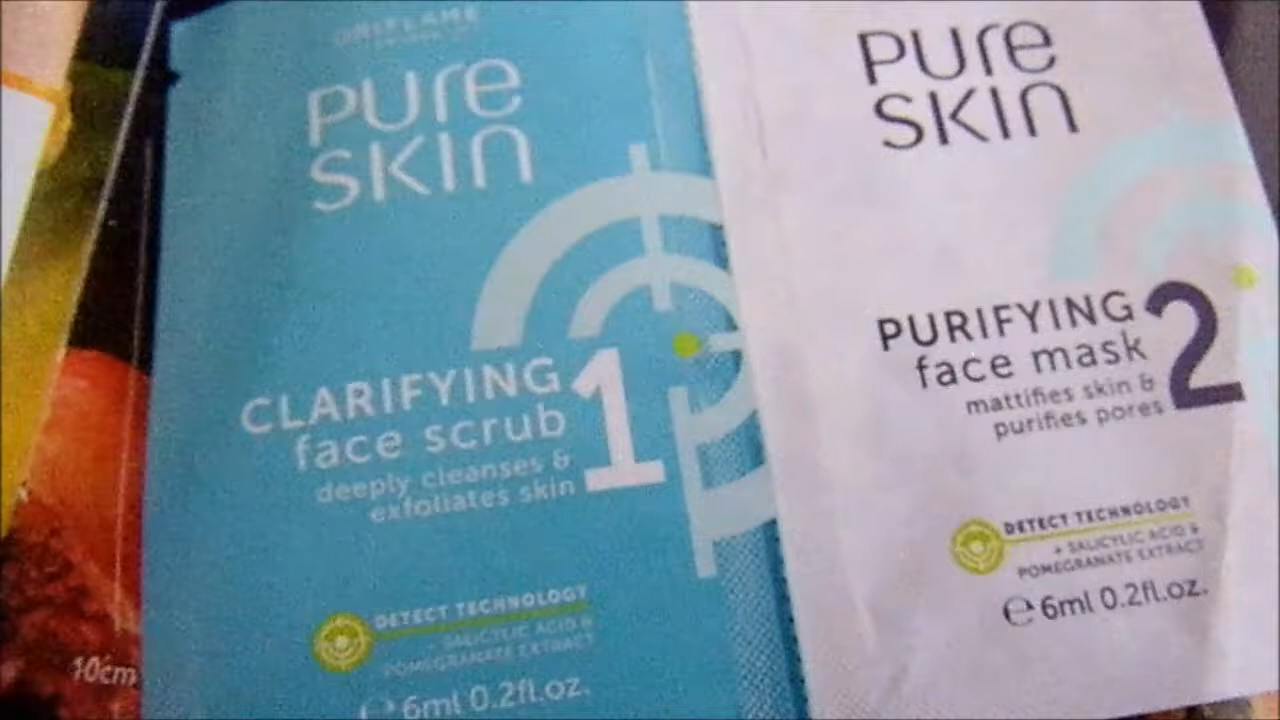 ORIFLAME
PURE
SKIN
CLARIFYING
face scrub
deeply cleanses &
exfoliates skin
1
DETECT TECHNOLOGY
SALICYLIC ACID &
POMEGRANATE EXTRACT
℮ 6ml 0.2fl.oz.
PURE
SKIN
PURIFYING
face mask
mattifies skin &
purifies pores
2
DETECT TECHNOLOGY
+ SALICYLIC ACID &
POMEGRANATE EXTRACT
℮ 6ml 0.2fl.oz.
10cm